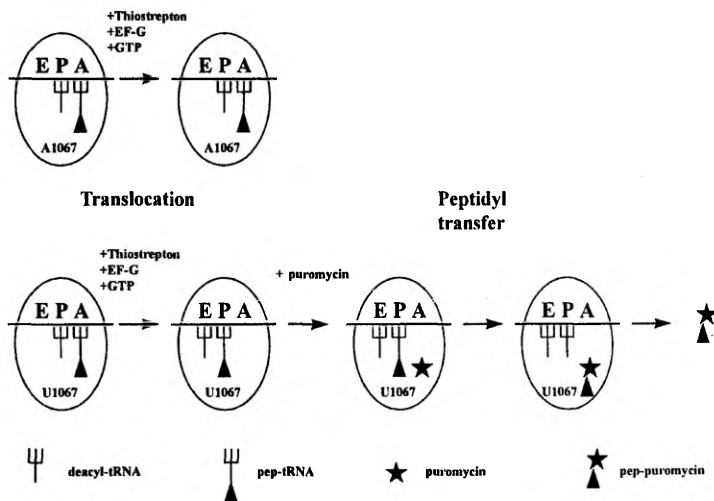 +Thiostrepton
+EF-G
+GTP
E P A
E P A
A1067
A1067
Translocation
Peptidyl
transfer
+Thiostrepton
+EF-G
+GTP
+ puromycin
E P A
E P A
E P A
E P A
U1067
U1067
U1067
U1067
deacyl-tRNA
pep-tRNA
puromycin
pep-puromycin